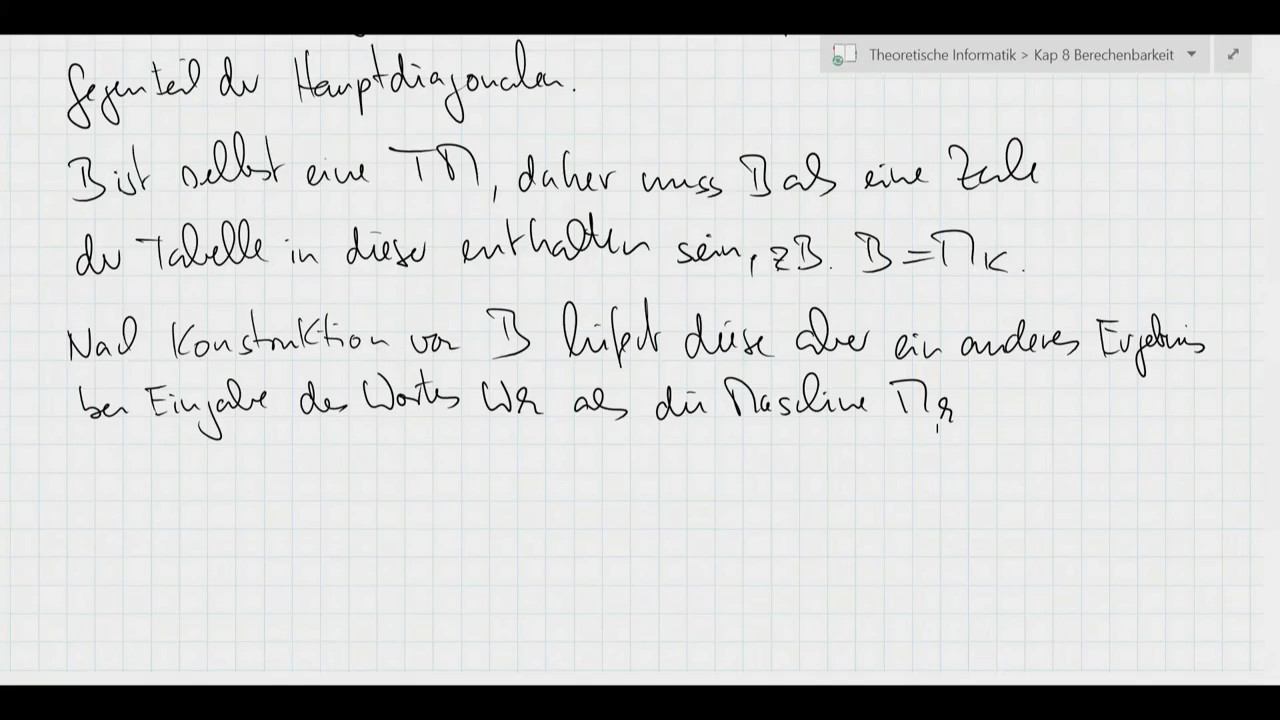 Theoretische Informatik > Kap 8 Berechenbarkeit
Gegenteil der Hauptdiagonalen.
B ist selbst eine TM, daher muss B als eine Zeile
der Tabelle in dieser enthalten sein, zB. B = Mk.
Nach Konstruktion von B liefert diese aber ein anderes Ergebnis
bei Eingabe des Wortes Wk als die Maschine Mk